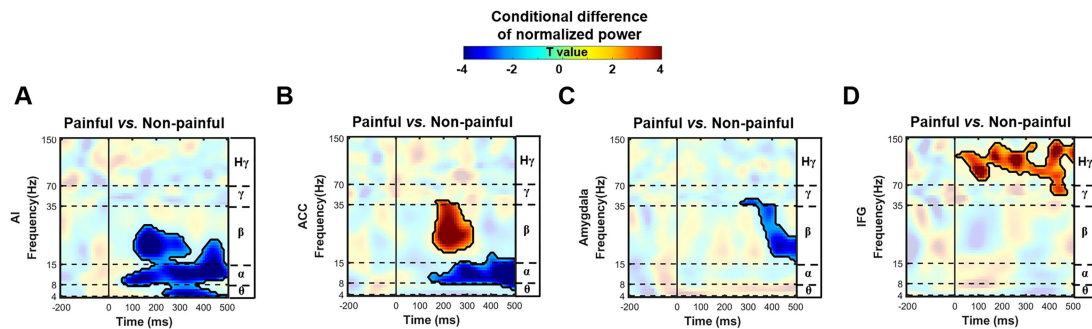 Conditional difference
of normalized power
T value
-4 -2 0 2 4
A
Painful vs. Non-painful
AI
Frequency(Hz)
150
70
35
15
8
4
Hγ
γ
β
α
θ
-200 -100 0 100 200 300 400 500
Time (ms)
B
Painful vs. Non-painful
ACC
Frequency(Hz)
150
70
35
15
8
4
Hγ
γ
β
α
θ
-200 -100 0 100 200 300 400 500
Time (ms)
C
Painful vs. Non-painful
Amygdala
Frequency(Hz)
150
70
35
15
8
4
Hγ
γ
β
α
θ
-200 -100 0 100 200 300 400 500
Time (ms)
D
Painful vs. Non-painful
IFG
Frequency(Hz)
150
70
35
15
8
4
Hγ
γ
β
α
θ
-200 -100 0 100 200 300 400 500
Time (ms)